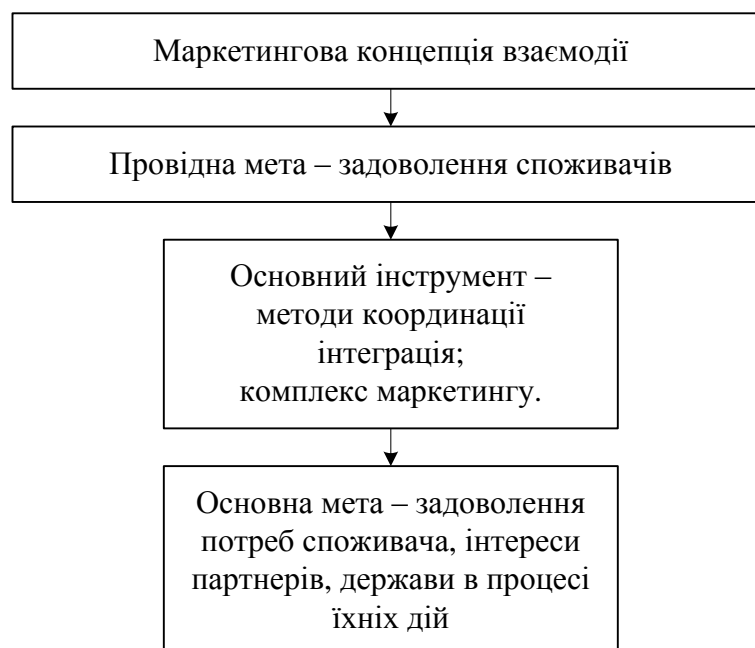 Маркетингова концепція взаємодії
Провідна мета – задоволення споживачів
Основний інструмент –
методи координації
інтеграція;
комплекс маркетингу.
Основна мета – задоволення
потреб споживача, інтереси
партнерів, держави в процесі
їхніх дій